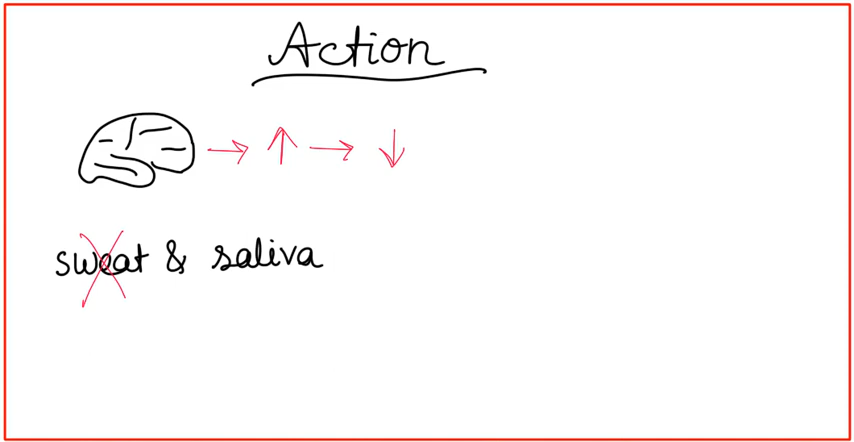 Action
→ ↑ → ↓
sweat & saliva